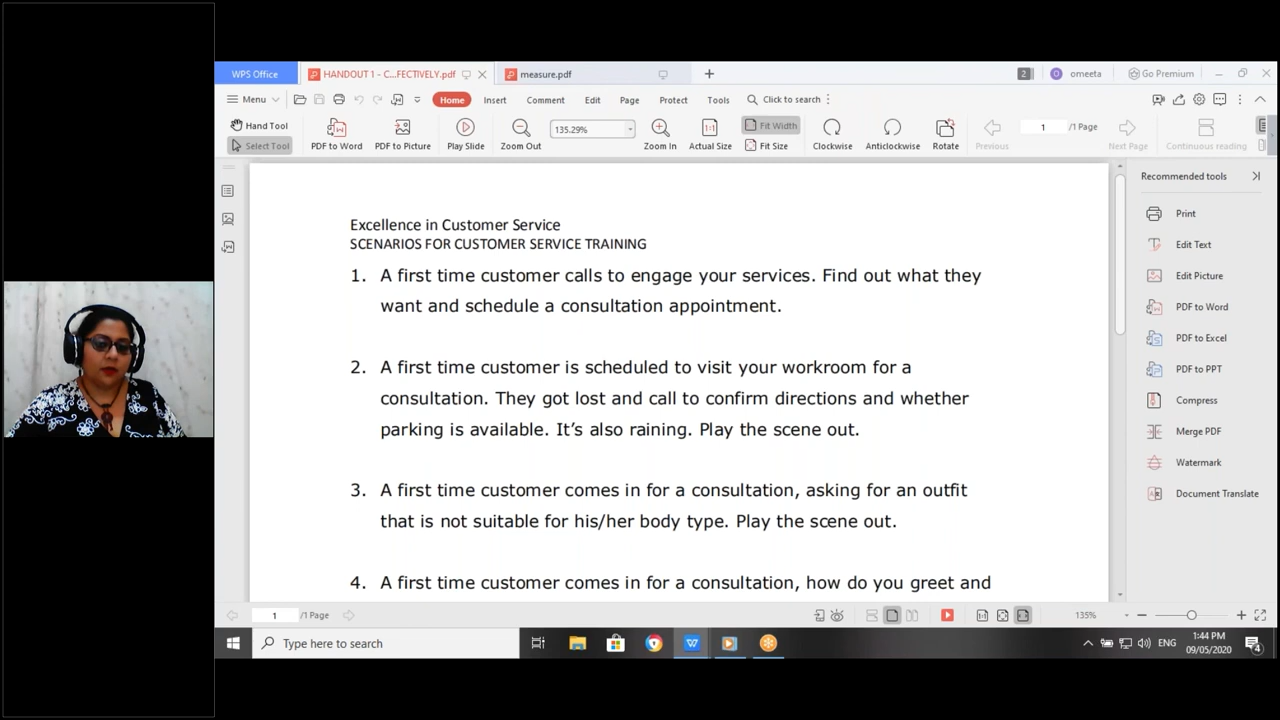 WPS Office
HANDOUT 1 - C...FECTIVELY.pdf
measure.pdf
2
omeeta
Go Premium
Menu
Home
Insert
Comment
Edit
Page
Protect
Tools
Click to search
Hand Tool
Select Tool
PDF to Word
PDF to Picture
Play Slide
Zoom Out
135.29%
Zoom In
1:1
Actual Size
Fit Width
Fit Size
Clockwise
Anticlockwise
Rotate
Previous
1
/1 Page
Next Page
Continuous reading
Recommended tools
Print
Edit Text
Edit Picture
PDF to Word
PDF to Excel
PDF to PPT
Compress
Merge PDF
Watermark
Document Translate
Excellence in Customer Service
SCENARIOS FOR CUSTOMER SERVICE TRAINING
1. A first time customer calls to engage your services. Find out what they
want and schedule a consultation appointment.
2. A first time customer is scheduled to visit your workroom for a
consultation. They got lost and call to confirm directions and whether
parking is available. It’s also raining. Play the scene out.
3. A first time customer comes in for a consultation, asking for an outfit
that is not suitable for his/her body type. Play the scene out.
4. A first time customer comes in for a consultation, how do you greet and
1
/1 Page
135%
Type here to search
ENG
1:44 PM
09/05/2020
4